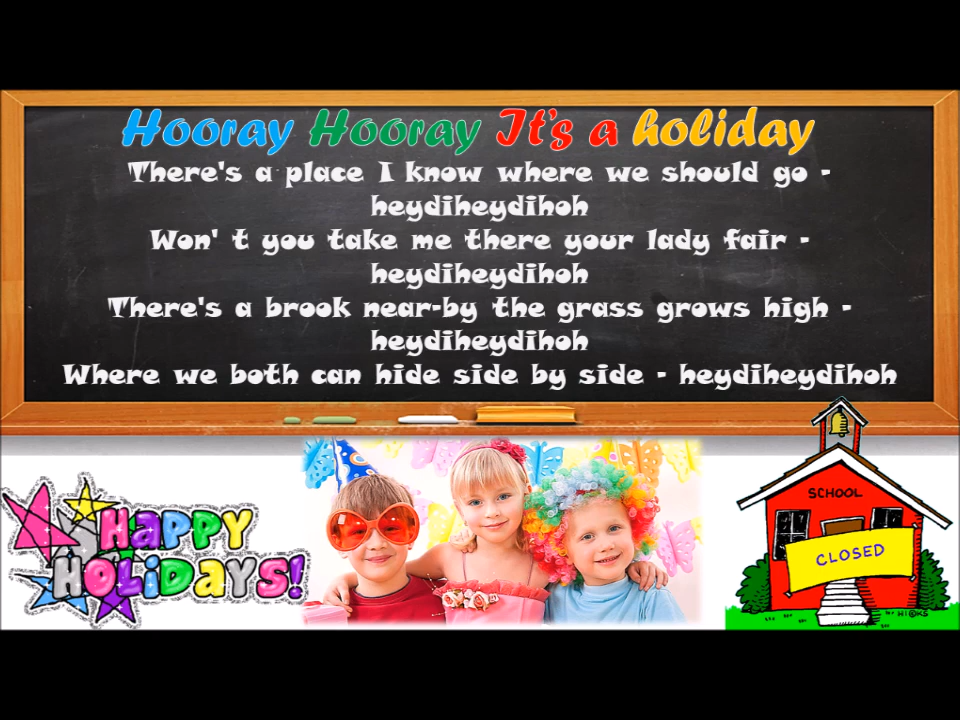 Hooray Hooray It's a holiday
There's a place I know where we should go -
heydiheydihoh
Won' t you take me there your lady fair -
heydiheydihoh
There's a brook near-by the grass grows high -
heydiheydihoh
Where we both can hide side by side - heydiheydihoh
SCHOOL
CLOSED
HAPPY
HOLIDAYS!